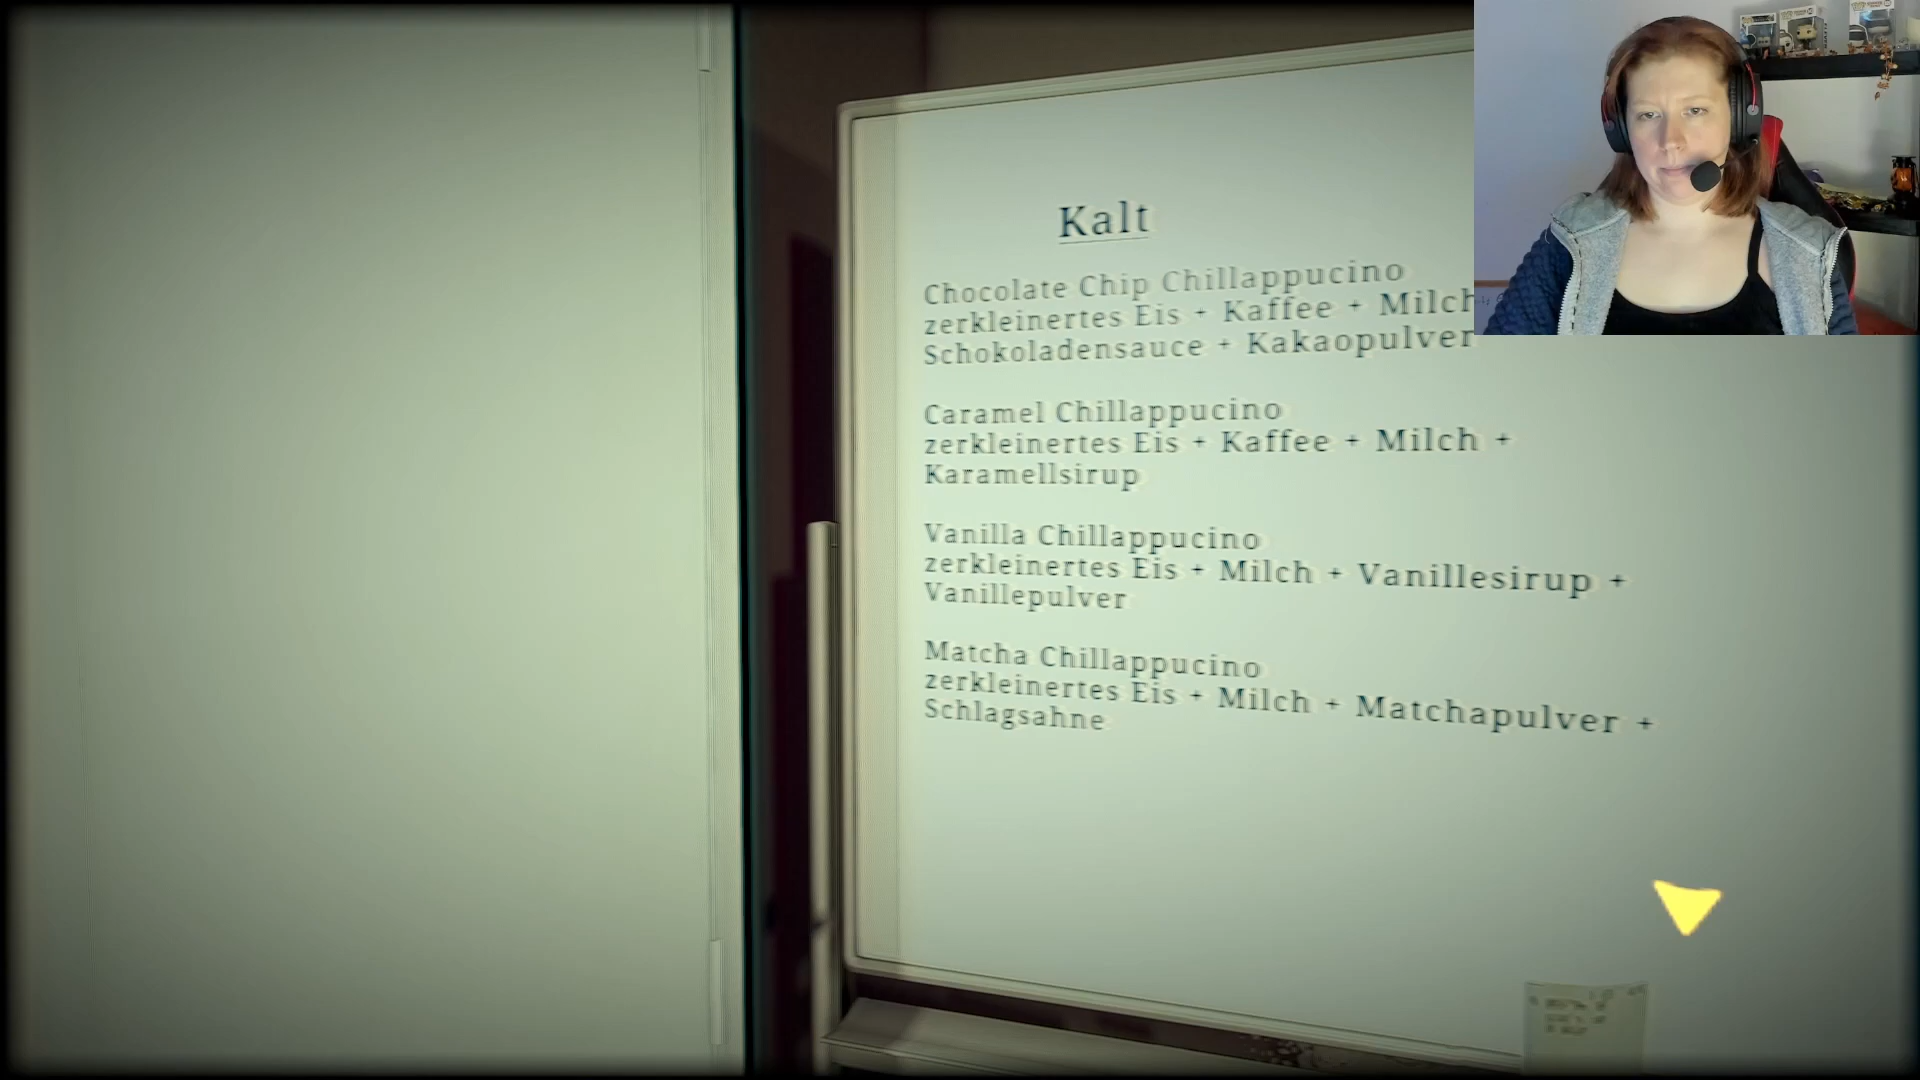 Kalt
Chocolate Chip Chillappucino
zerkleinertes Eis + Kaffee + Milch
Schokoladensauce + Kakaopulver
Caramel Chillappucino
zerkleinertes Eis + Kaffee + Milch +
Karamellsirup
Vanilla Chillappucino
zerkleinertes Eis + Milch + Vanillesirup +
Vanillepulver
Matcha Chillappucino
zerkleinertes Eis + Milch + Matchapulver +
Schlagsahne